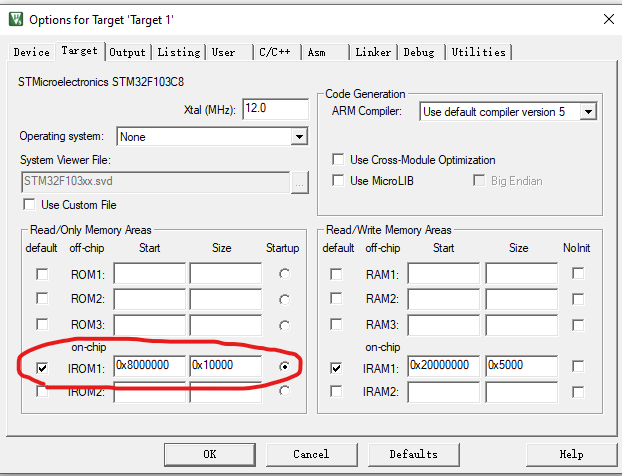 Options for Target 'Target 1'
Device Target Output Listing User C/C++ Asm Linker Debug Utilities
STMicroelectronics STM32F103C8
Xtal (MHz): 12.0
Operating system: None
System Viewer File:
STM32F103xx.svd ...
Use Custom File
Code Generation
ARM Compiler: Use default compiler version 5
Use Cross-Module Optimization
Use MicroLIB Big Endian
Read/Only Memory Areas
default off-chip Start Size Startup
ROM1:
ROM2:
ROM3:
on-chip
IROM1: 0x8000000 0x10000
IROM2:
Read/Write Memory Areas
default off-chip Start Size NoInit
RAM1:
RAM2:
RAM3:
on-chip
IRAM1: 0x20000000 0x5000
IRAM2:
OK Cancel Defaults Help